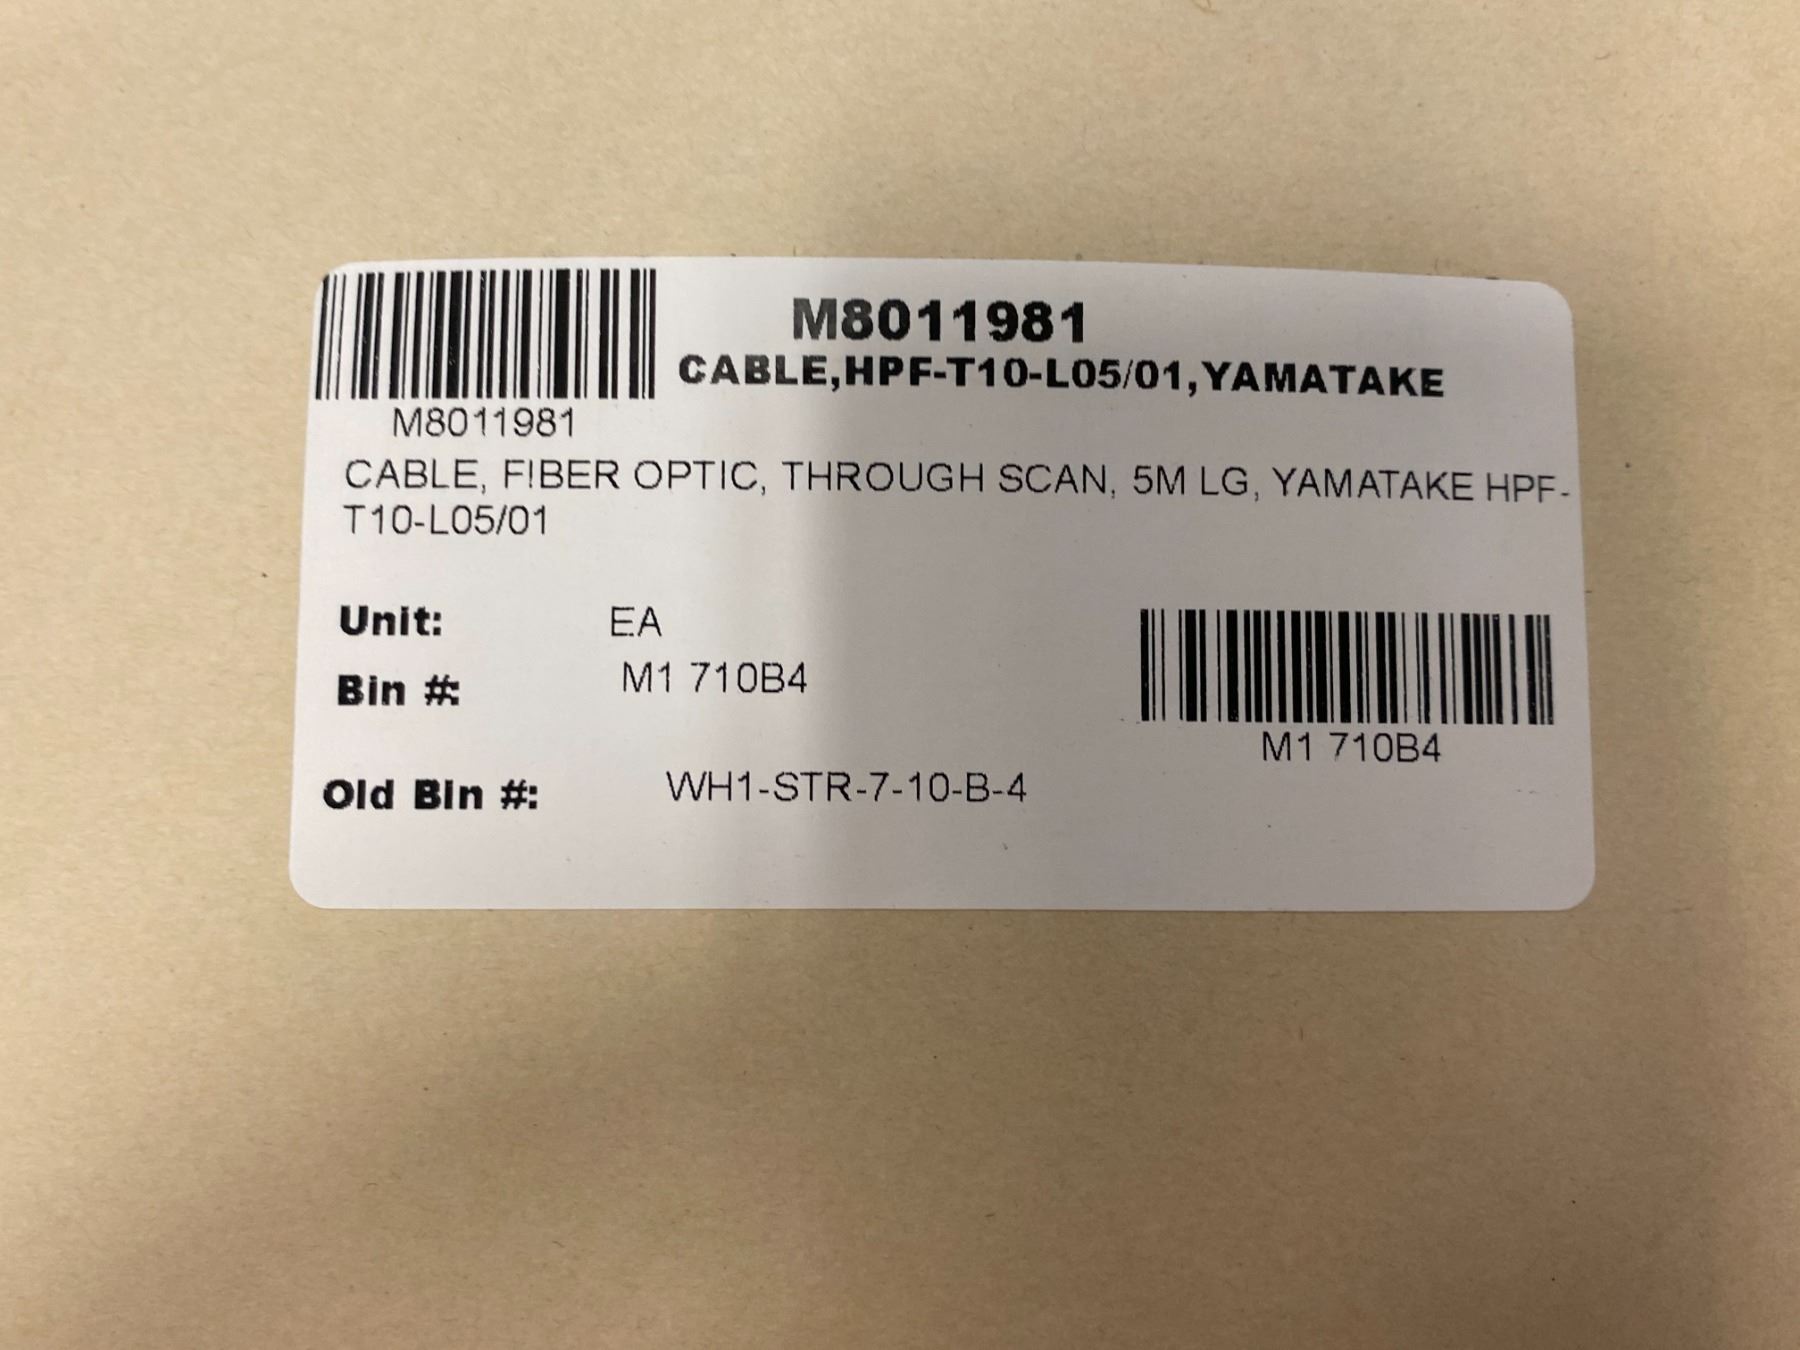 M8011981
CABLE,HPF-T10-L05/01,YAMATAKE
M8011981
CABLE, FIBER OPTIC, THROUGH SCAN, 5M LG, YAMATAKE HPF-
T10-L05/01
Unit: EA
Bin #: M1 710B4
M1 710B4
Old Bin #: WH1-STR-7-10-B-4